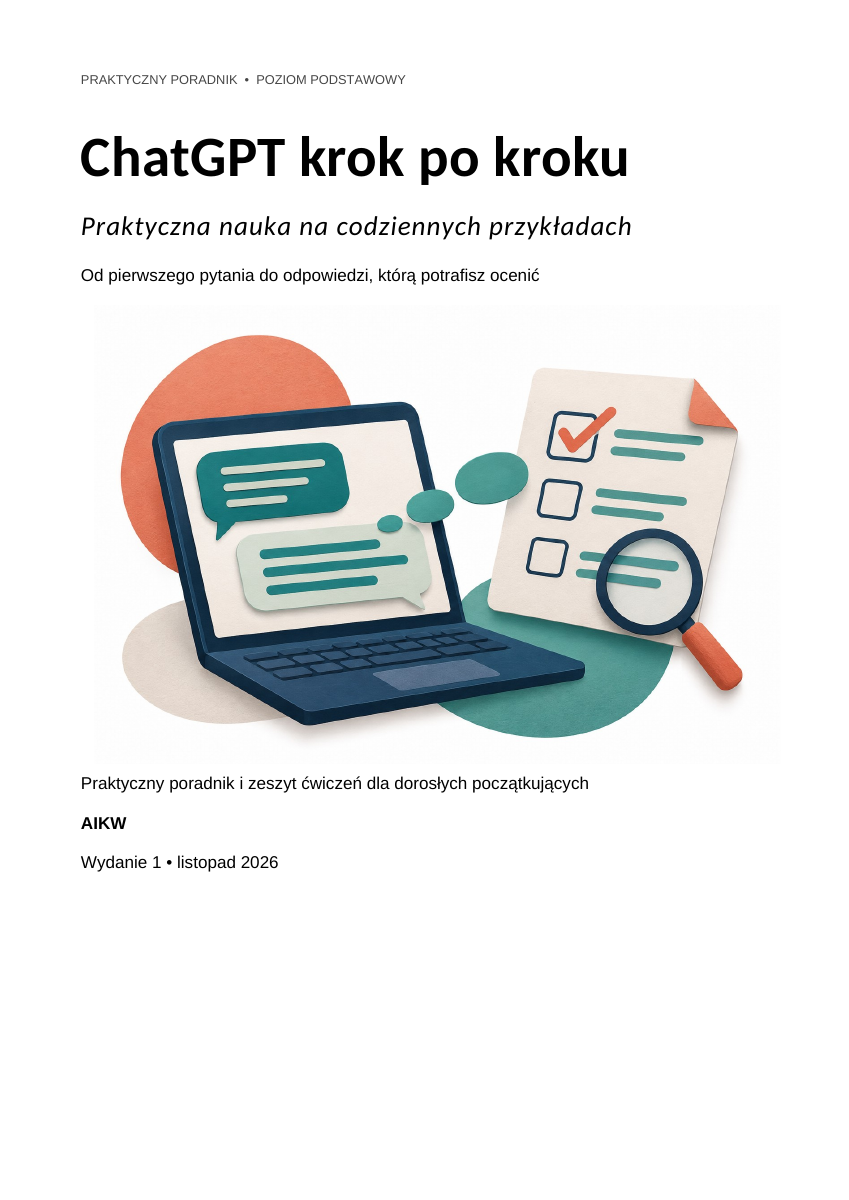 PRAKTYCZNY PORADNIK • POZIOM PODSTAWOWY
ChatGPT krok po kroku
Praktyczna nauka na codziennych przykładach
Od pierwszego pytania do odpowiedzi, którą potrafisz ocenić
Praktyczny poradnik i zeszyt ćwiczeń dla dorosłych początkujących
AIKW
Wydanie 1 • listopad 2026